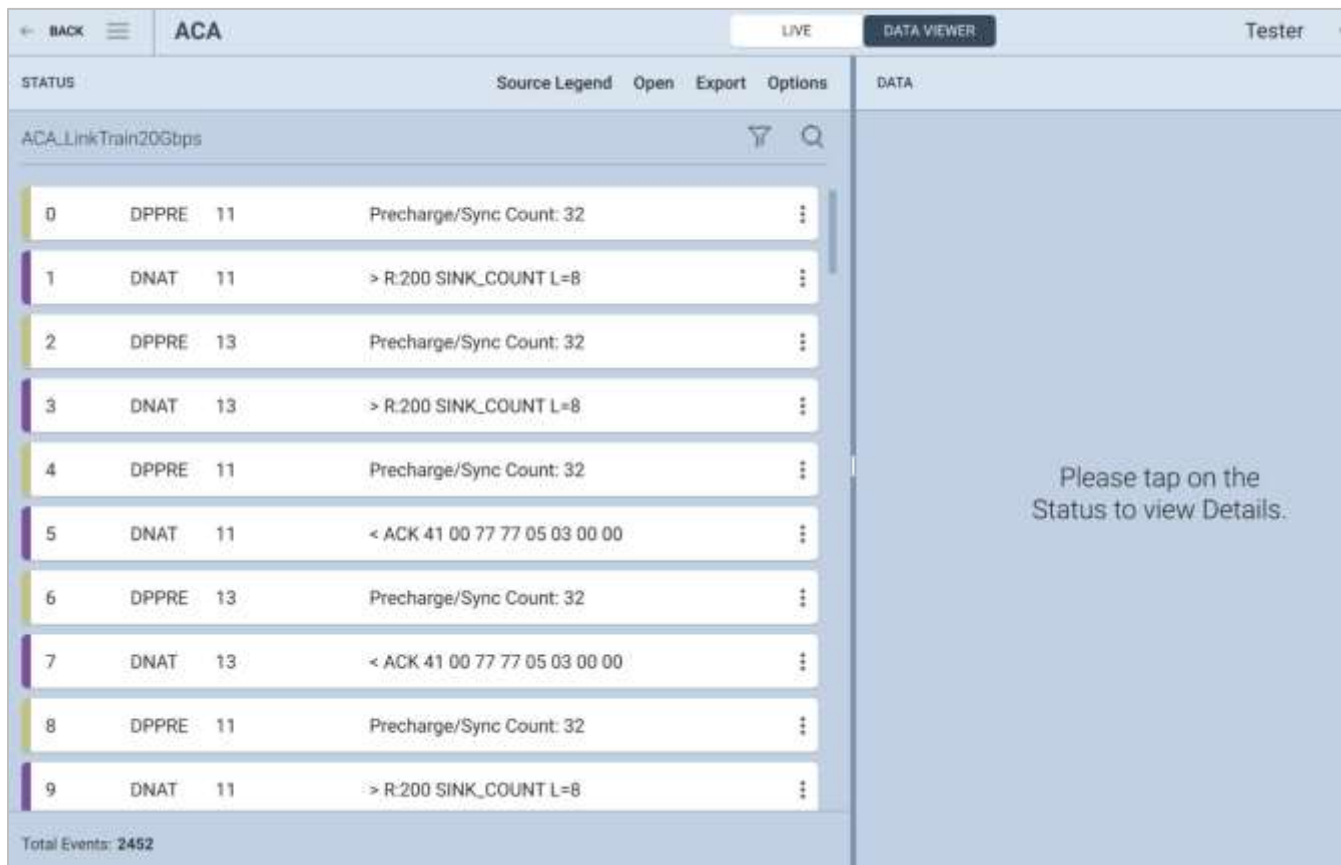 ← BACK ACA LIVE DATA VIEWER Tester
STATUS Source Legend Open Export Options DATA
ACA_LinkTrain20Gbps
0 DPPRE 11 Precharge/Sync Count: 32
1 DNAT 11 > R:200 SINK_COUNT L=8
2 DPPRE 13 Precharge/Sync Count: 32
3 DNAT 13 > R:200 SINK_COUNT L=8
4 DPPRE 11 Precharge/Sync Count: 32
5 DNAT 11 < ACK 41 00 77 77 05 03 00 00
6 DPPRE 13 Precharge/Sync Count: 32
7 DNAT 13 < ACK 41 00 77 77 05 03 00 00
8 DPPRE 11 Precharge/Sync Count: 32
9 DNAT 11 > R:200 SINK_COUNT L=8
Please tap on the
Status to view Details.
Total Events: 2452